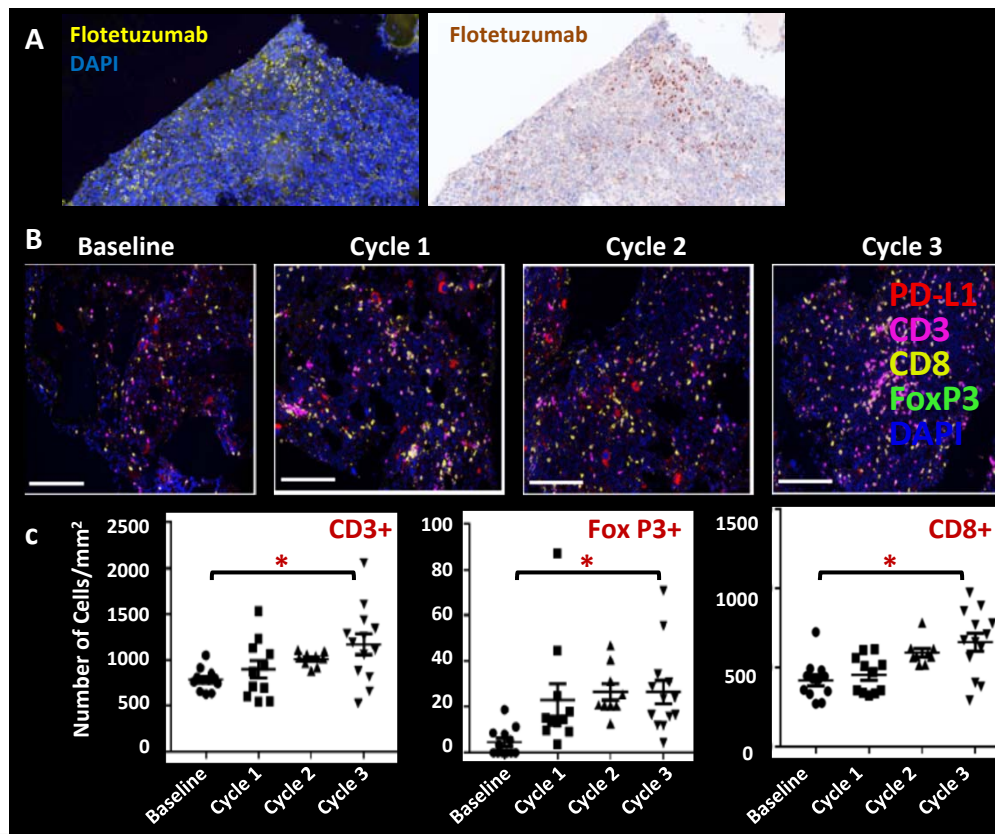 A
Flotetuzumab
DAPI
Flotetuzumab
B
Baseline
Cycle 1
Cycle 2
Cycle 3
PD-L1
CD3
CD8
FoxP3
DAPI
c
Number of Cells/mm²
2500
2000
1500
1000
500
0
CD3+
*
Baseline
Cycle 1
Cycle 2
Cycle 3
100
80
60
40
20
0
Fox P3+
*
Baseline
Cycle 1
Cycle 2
Cycle 3
1500
1000
500
0
CD8+
*
Baseline
Cycle 1
Cycle 2
Cycle 3